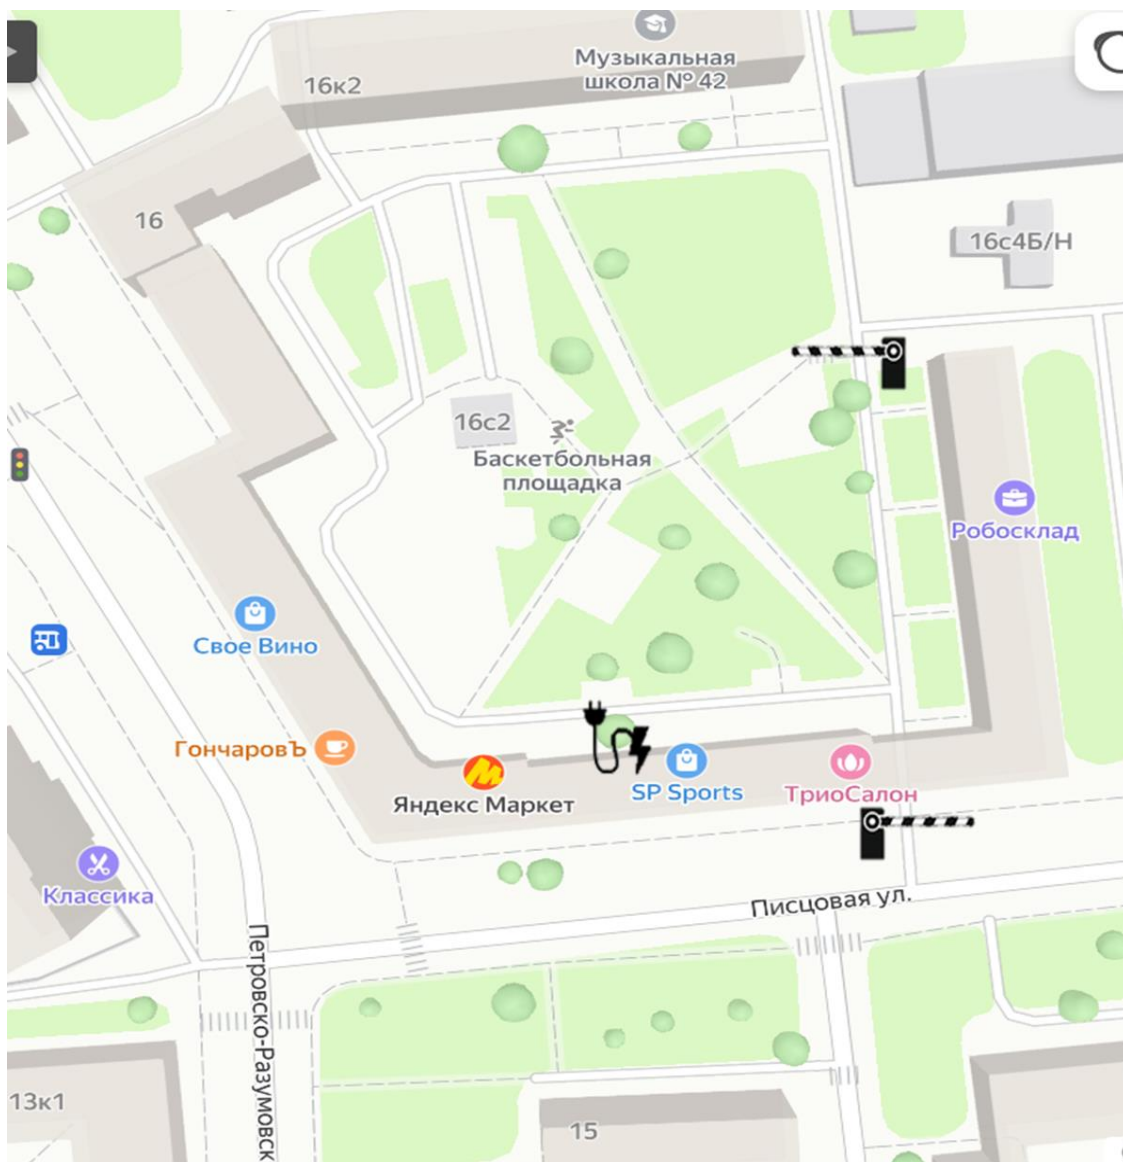 Музыкальная
школа № 42
16к2
16
16с4Б/Н
16с2
Баскетбольная
площадка
Робосклад
Свое Вино
ГончаровЪ
Яндекс Маркет
SP Sports
ТриоСалон
Классика
Писцовая ул.
Петровско-Разумовск
13к1
15